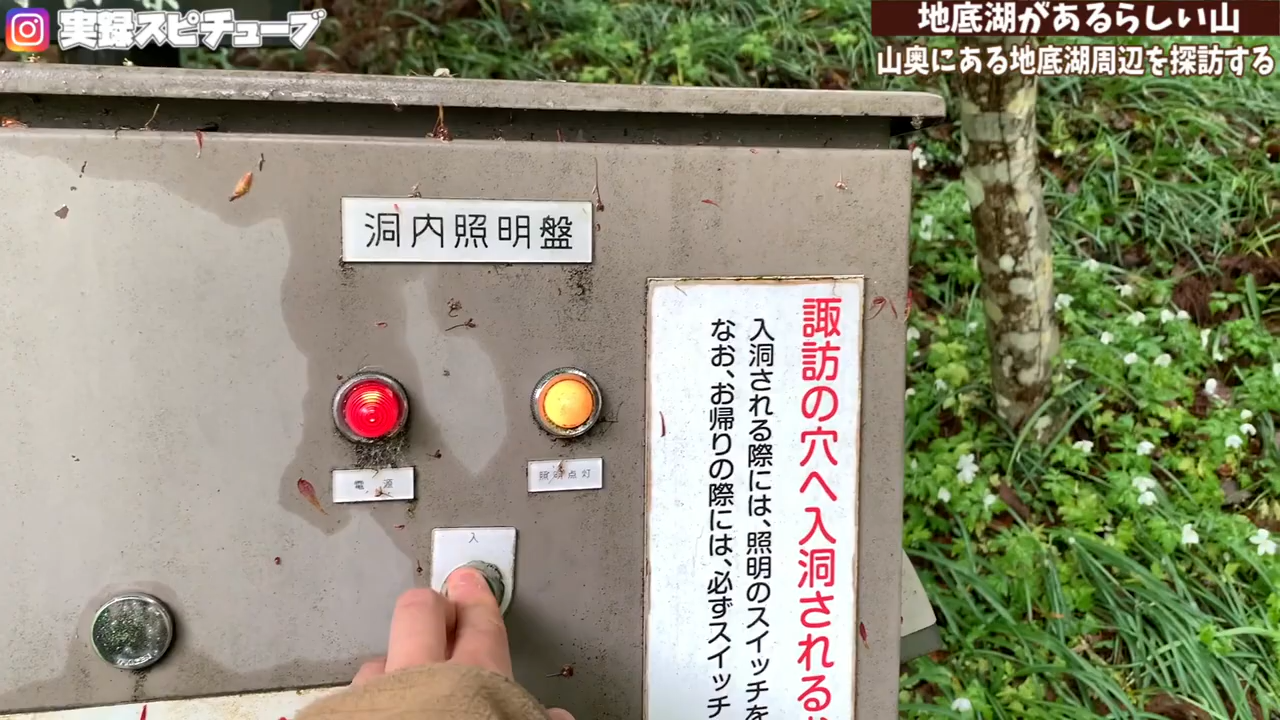 実録スピチューブ
地底湖があるらしい山
山奥にある地底湖周辺を探訪する
洞内照明盤
電源
照明点灯
入
諏訪の穴へ入洞される
入洞される際には、照明のスイッチを
なお、お帰りの際には、必ずスイッチ